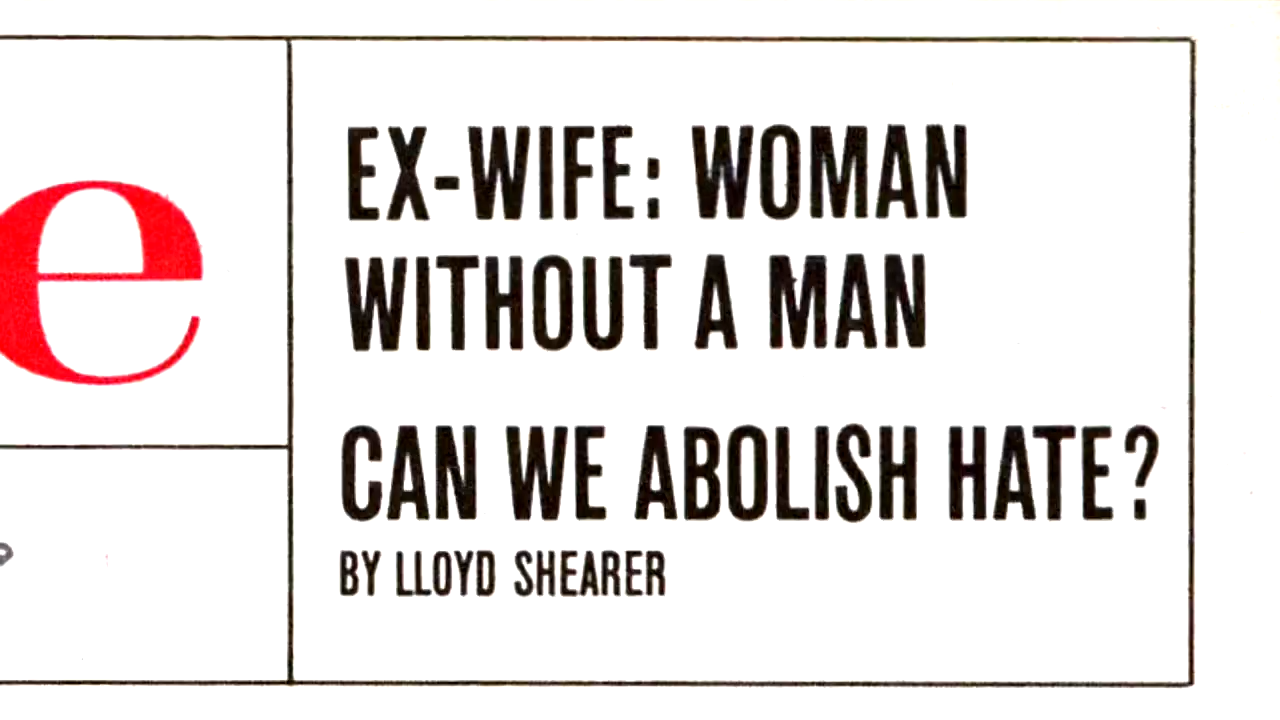 e
EX-WIFE: WOMAN
WITHOUT A MAN
CAN WE ABOLISH HATE?
BY LLOYD SHEARER